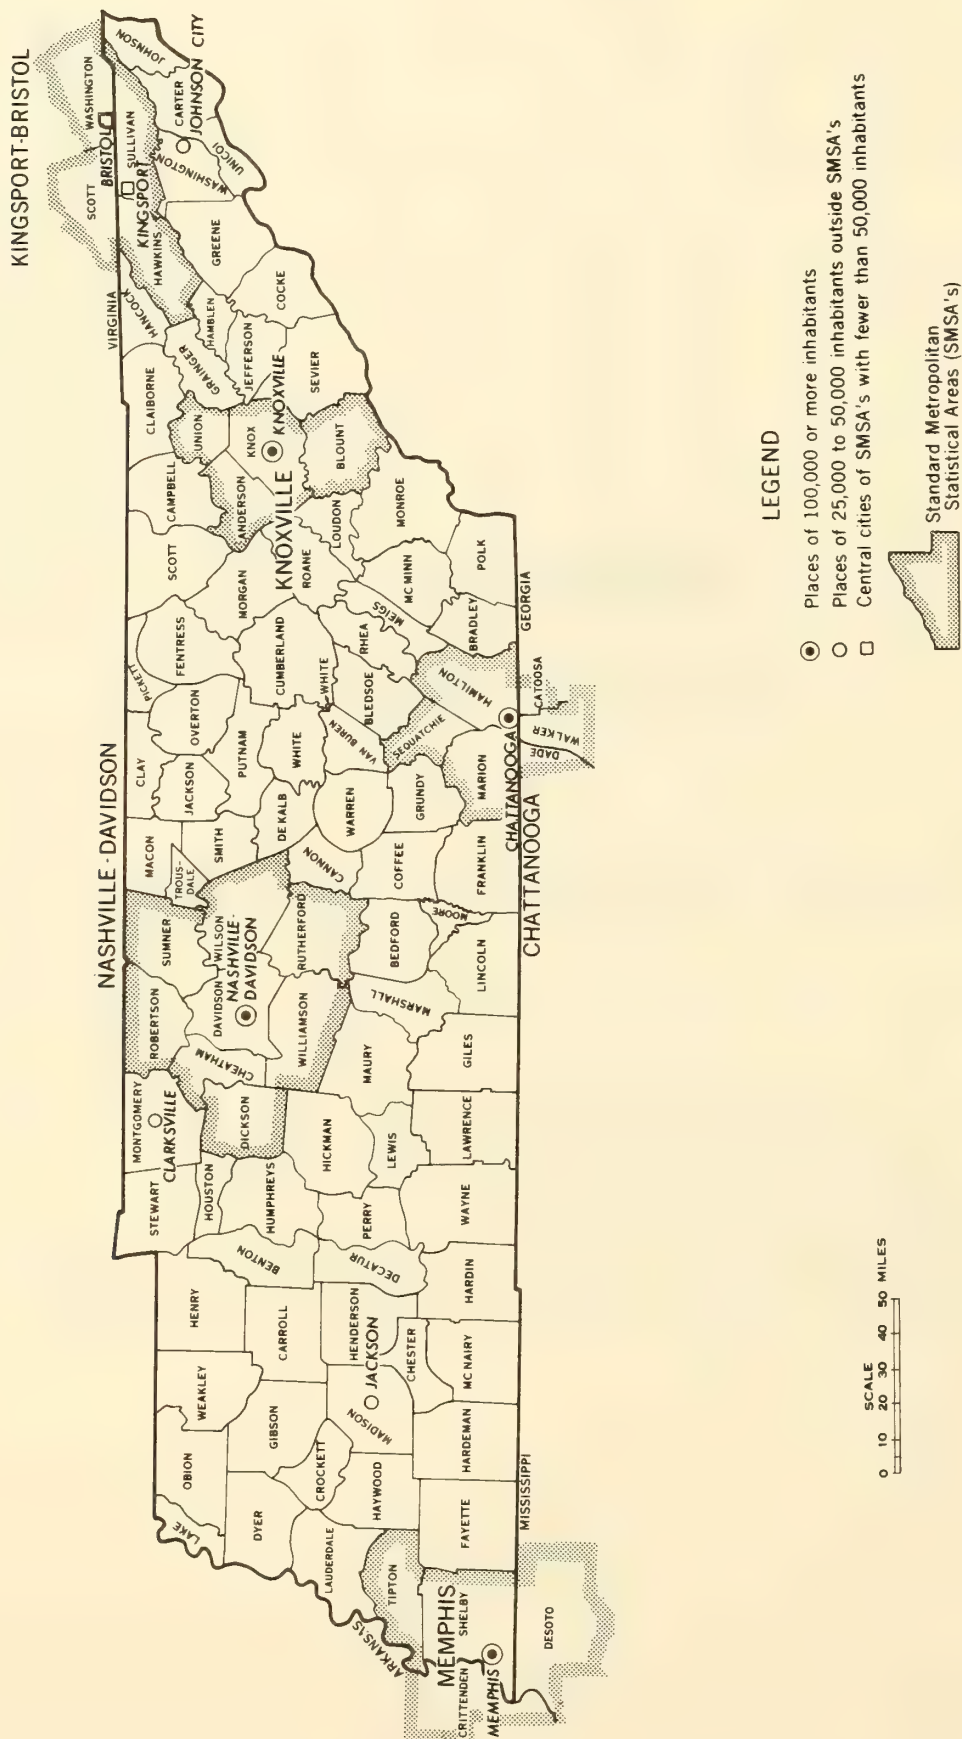 KINGSPORT-BRISTOL
NASHVILLE - DAVIDSON
KNOXVILLE
CHATTANOOGA
MEMPHIS
VIRGINIA
ARKANSAS
MISSISSIPPI
GEORGIA
LAKE
OBION
WEAKLEY
HENRY
STEWART
MONTGOMERY
CLARKSVILLE
ROBERTSON
SUMNER
MACON
TROUS-
DALE
CLAY
PICKETT
SCOTT
CAMPBELL
CLAIBORNE
HANCOCK
HAWKINS
KINGSPORT
SULLIVAN
BRISTOL
SCOTT
WASHINGTON
JOHNSON
CARTER
JOHNSON CITY
UNICOI
WASHINGTON
GREENE
DYER
GIBSON
CARROLL
BENTON
HOUSTON
HUMPHREYS
DICKSON
CHEATHAM
DAVIDSON
NASHVILLE-
DAVIDSON
WILSON
SMITH
JACKSON
OVERTON
FENTRESS
PUTNAM
MORGAN
ANDERSON
UNION
GRAINGER
HAMBLEN
JEFFERSON
COCKE
KNOX
KNOXVILLE
SEVIER
LAUDERDALE
CROCKETT
HAYWOOD
MADISON
JACKSON
HENDERSON
DECATUR
PERRY
HICKMAN
LEWIS
WILLIAMSON
MAURY
RUTHERFORD
CANNON
DE KALB
WHITE
WARREN
VAN BUREN
WHITE
CUMBERLAND
BLEDSOE
RHEA
ROANE
LOUDON
BLOUNT
MONROE
MEIGS
MC MINN
TIPTON
SHELBY
MEMPHIS
FAYETTE
HARDEMAN
CHESTER
MC NAIRY
HARDIN
WAYNE
LAWRENCE
GILES
MARSHALL
BEDFORD
MOORE
LINCOLN
COFFEE
FRANKLIN
GRUNDY
SEQUATCHIE
MARION
HAMILTON
CHATTANOOGA
BRADLEY
POLK
CRITTENDEN
DESOTO
DADE
WALKER
CATOOSA
LEGEND
Places of 100,000 or more inhabitants
Places of 25,000 to 50,000 inhabitants outside SMSA's
Central cities of SMSA's with fewer than 50,000 inhabitants
Standard Metropolitan
Statistical Areas (SMSA's)
SCALE
0 10 20 30 40 50 MILES